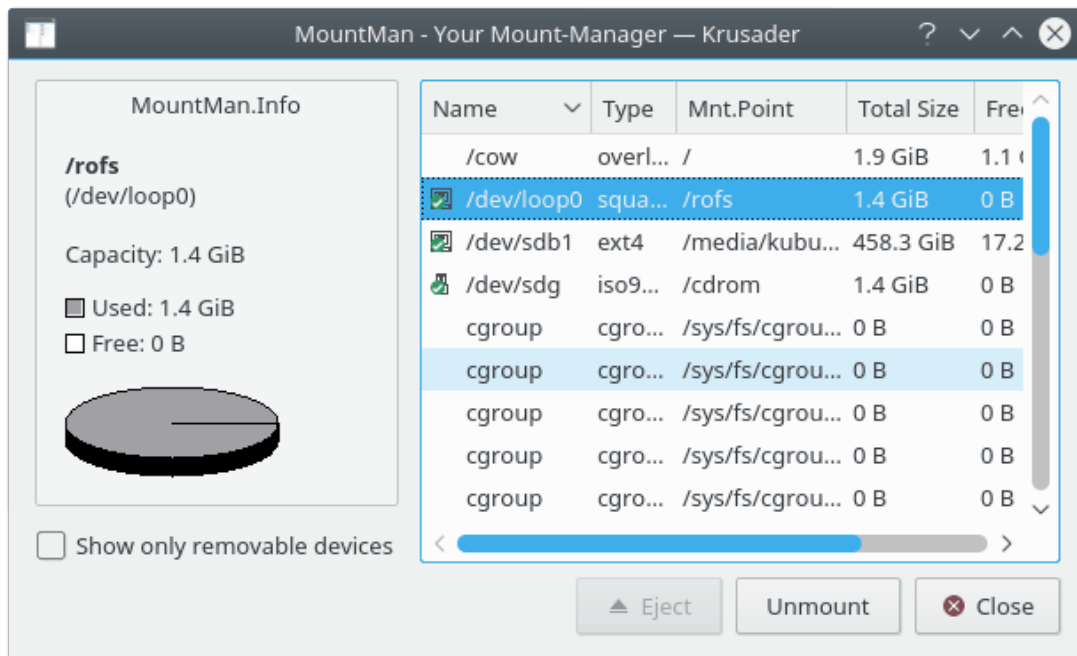 MountMan - Your Mount-Manager — Krusader
MountMan.Info
/rofs
(/dev/loop0)
Capacity: 1.4 GiB
Used: 1.4 GiB
Free: 0 B
Show only removable devices
Name Type Mnt.Point Total Size Fre
/cow overl... / 1.9 GiB 1.1
/dev/loop0 squa... /rofs 1.4 GiB 0 B
/dev/sdb1 ext4 /media/kubu... 458.3 GiB 17.2
/dev/sdg iso9... /cdrom 1.4 GiB 0 B
cgroup cgro... /sys/fs/cgrou... 0 B 0 B
cgroup cgro... /sys/fs/cgrou... 0 B 0 B
cgroup cgro... /sys/fs/cgrou... 0 B 0 B
cgroup cgro... /sys/fs/cgrou... 0 B 0 B
cgroup cgro... /sys/fs/cgrou... 0 B 0 B
Eject Unmount Close